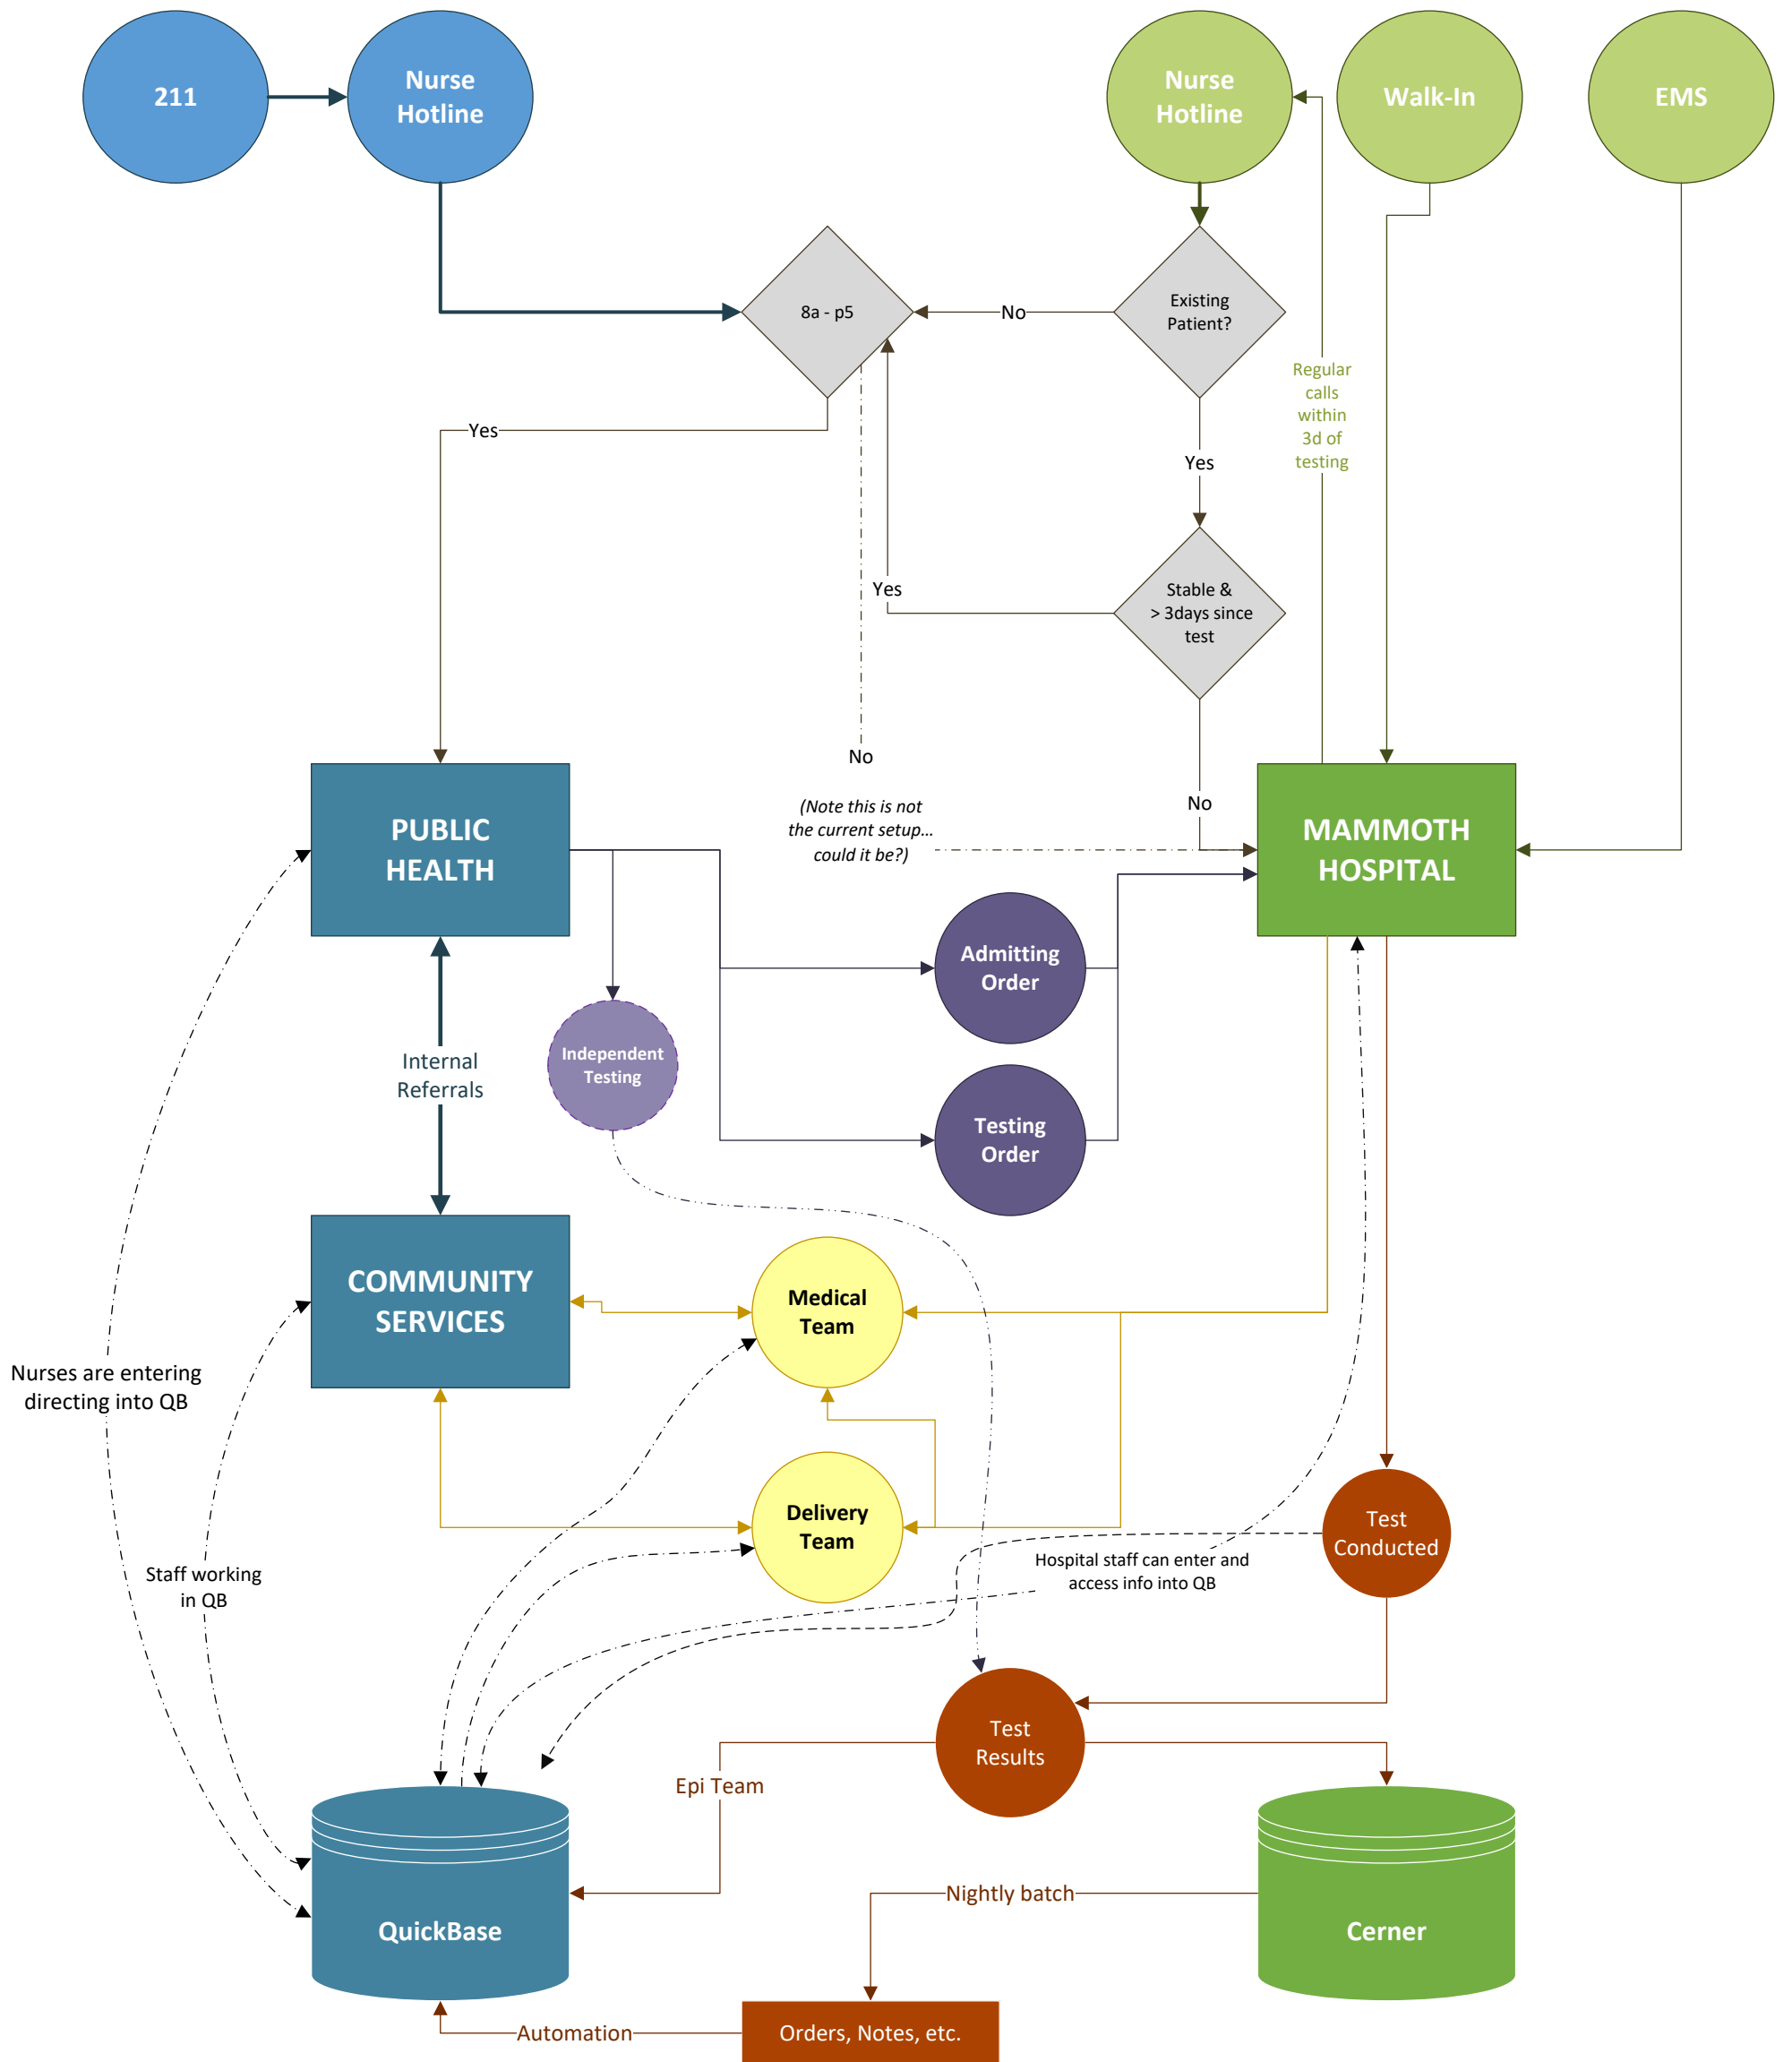 211
Nurse
Hotline
Nurse
Hotline
Walk-In
EMS
8a - p5
No
Existing
Patient?
Regular
calls
within
3d of
testing
Yes
Yes
Yes
Stable &
> 3days since
test
No
(Note this is not
the current setup...
could it be?)
No
PUBLIC
HEALTH
MAMMOTH
HOSPITAL
Admitting
Order
Independent
Testing
Internal
Referrals
Testing
Order
COMMUNITY
SERVICES
Medical
Team
Nurses are entering
directing into QB
Delivery
Team
Test
Conducted
Staff working
in QB
Hospital staff can enter and
access info into QB
Test
Results
Epi Team
Nightly batch
QuickBase
Cerner
Automation
Orders, Notes, etc.